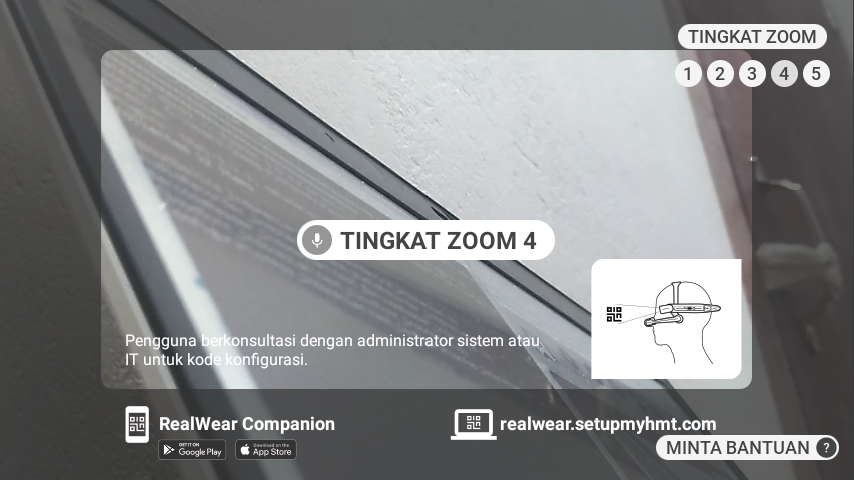 TINGKAT ZOOM
1 2 3 4 5
TINGKAT ZOOM 4
Pengguna berkonsultasi dengan administrator sistem atau
IT untuk kode konfigurasi.
RealWear Companion
GET IT ON
Google Play
Download on the
App Store
realwear.setupmyhmt.com
MINTA BANTUAN ?